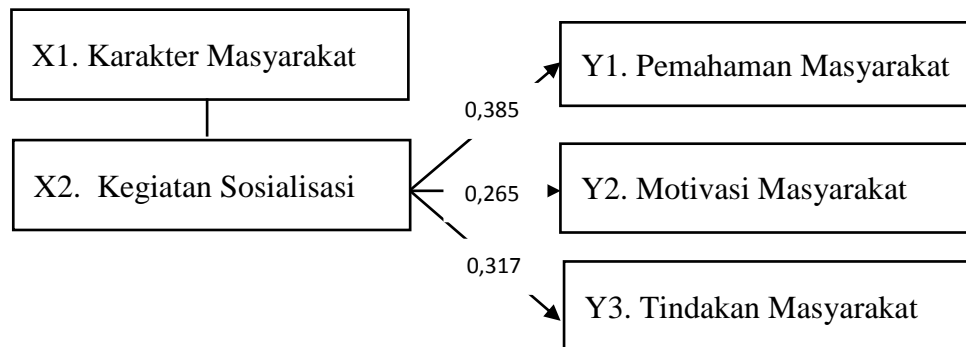 X1. Karakter Masyarakat
Y1. Pemahaman Masyarakat
0,385
X2. Kegiatan Sosialisasi
0,265
Y2. Motivasi Masyarakat
0,317
Y3. Tindakan Masyarakat